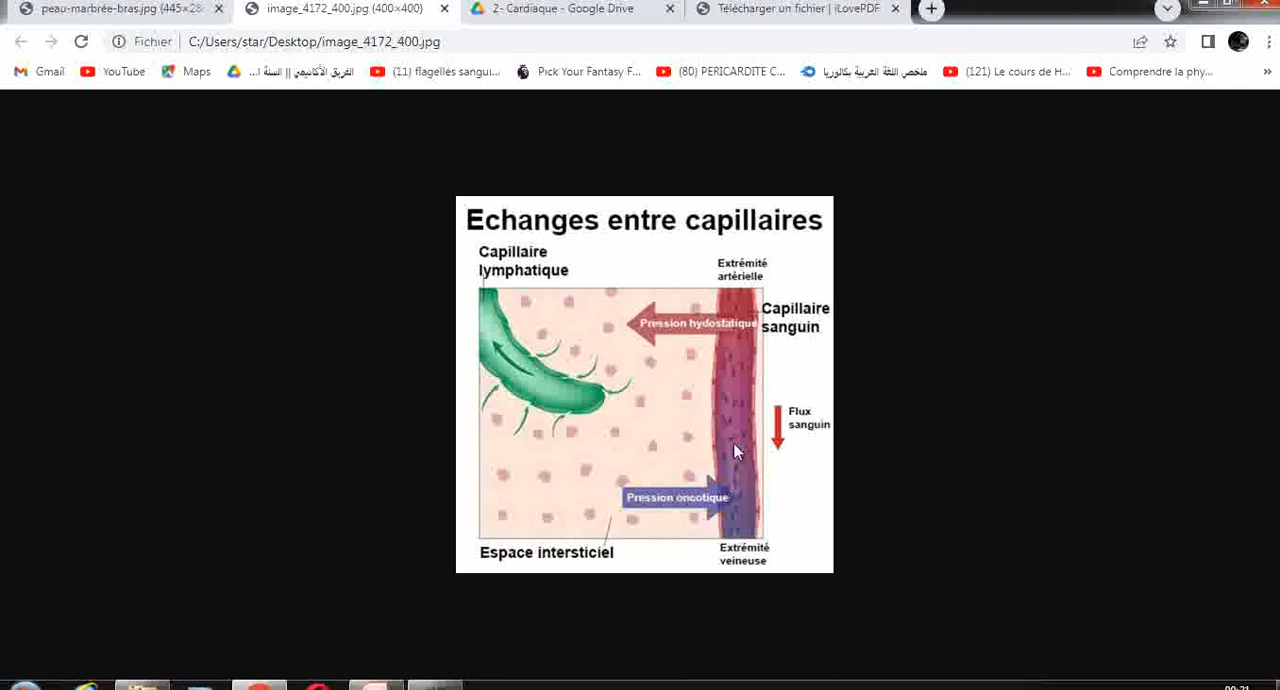 peau-marbrée-bras.jpg (445×28
image_4172_400.jpg (400×400)
2- Cardiaque - Google Drive
Télécharger un fichier | iLovePDF
Fichier
C:/Users/star/Desktop/image_4172_400.jpg
Gmail
YouTube
Maps
الفريق الأكاديمي || السنة ا...
(11) flagellés sangui...
Pick Your Fantasy F...
(80) PERICARDITE C...
ملخص اللغة العربية بكالوريا
(121) Le cours de H...
Comprendre la phy...
»
Echanges entre capillaires
Capillaire
lymphatique
Extrémité
artérielle
Pression hydostatique
Capillaire
sanguin
Flux
sanguin
Pression oncotique
Espace intersticiel
Extrémité
veineuse